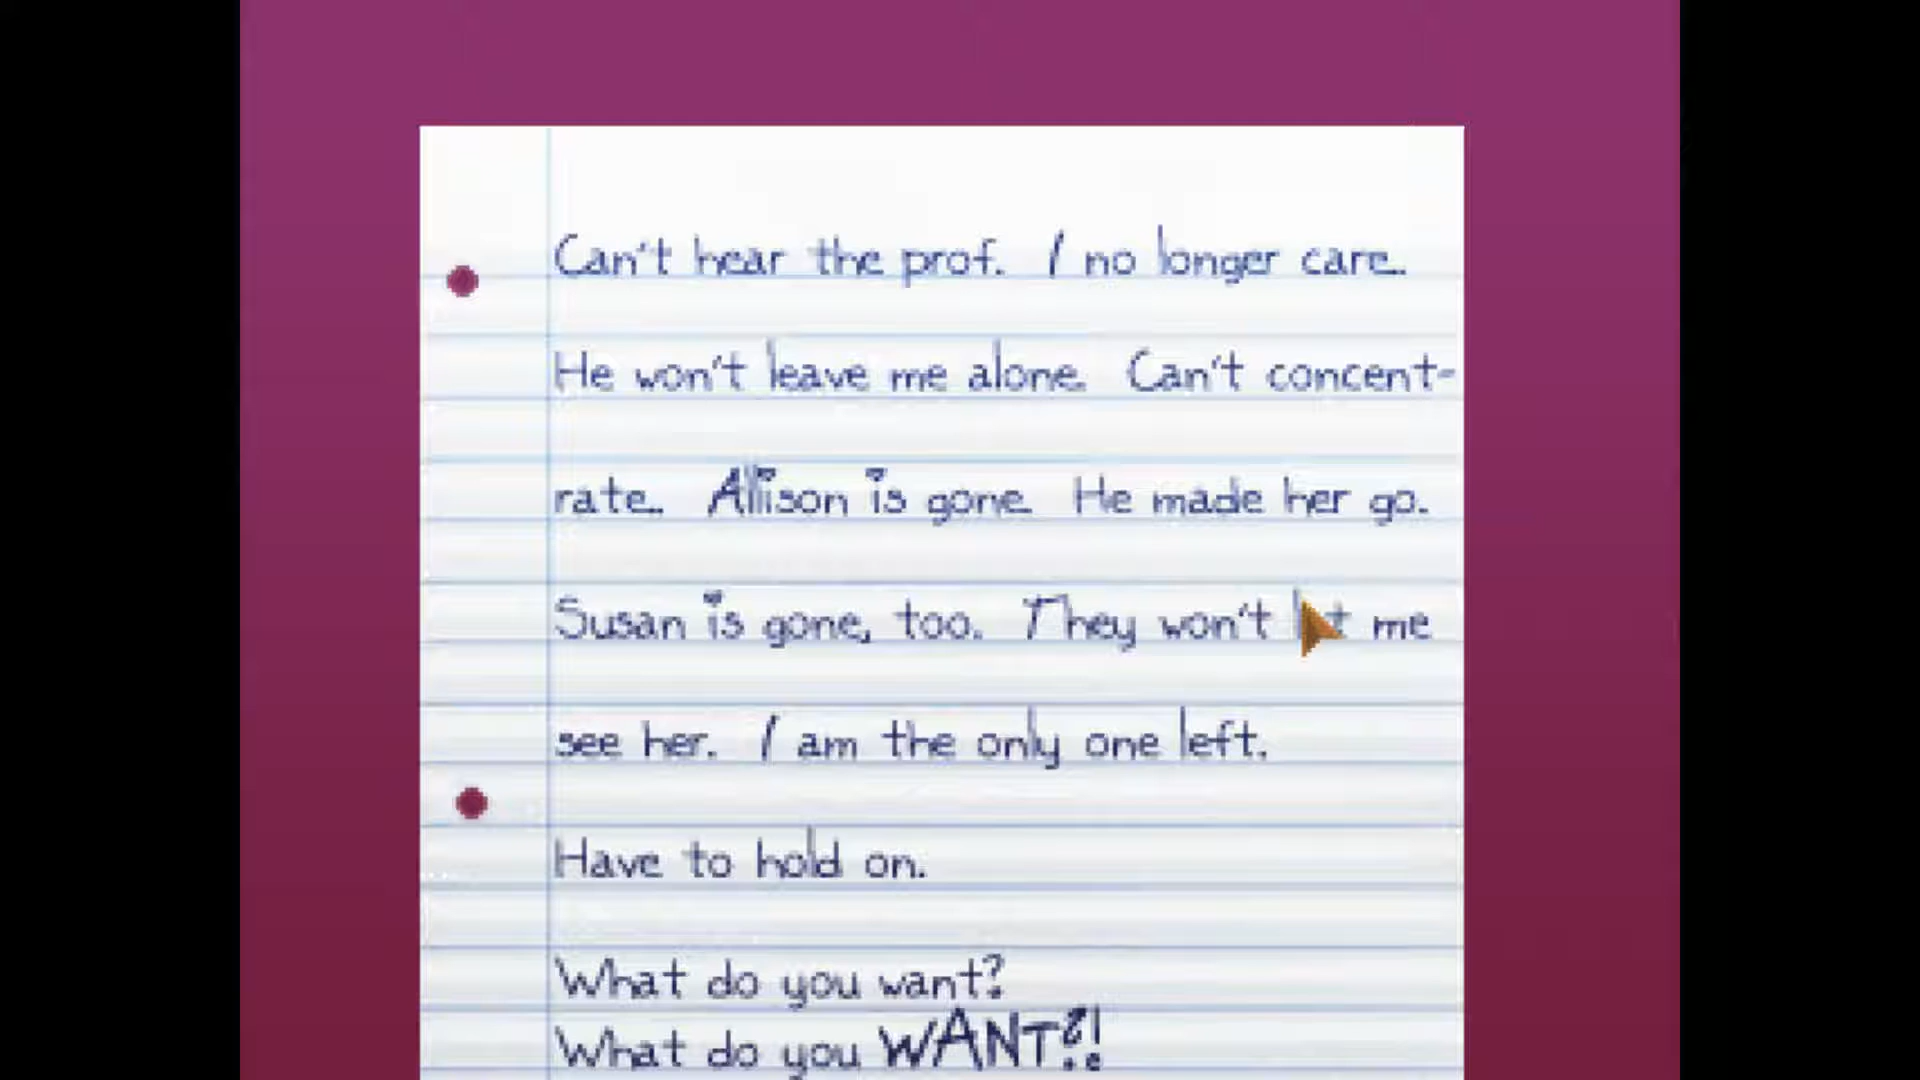 Can't hear the prof. I no longer care.
He won't leave me alone. Can't concent-
rate. Allison is gone. He made her go.
Susan is gone, too. They won't let me
see her. I am the only one left.
Have to hold on.
What do you want?
What do you WANT?!